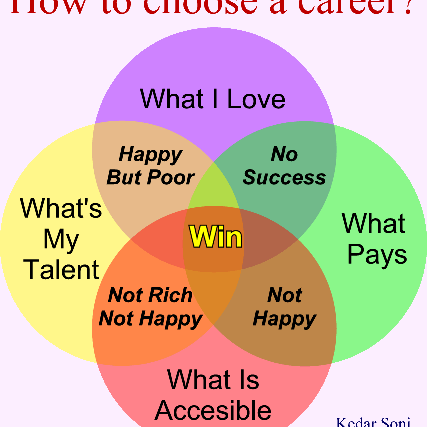 How to choose a career?
What I Love
Happy
But Poor
No
Success
What's
My
Talent
Win
What
Pays
Not Rich
Not Happy
Not
Happy
What Is
Accesible
Kedar Soni